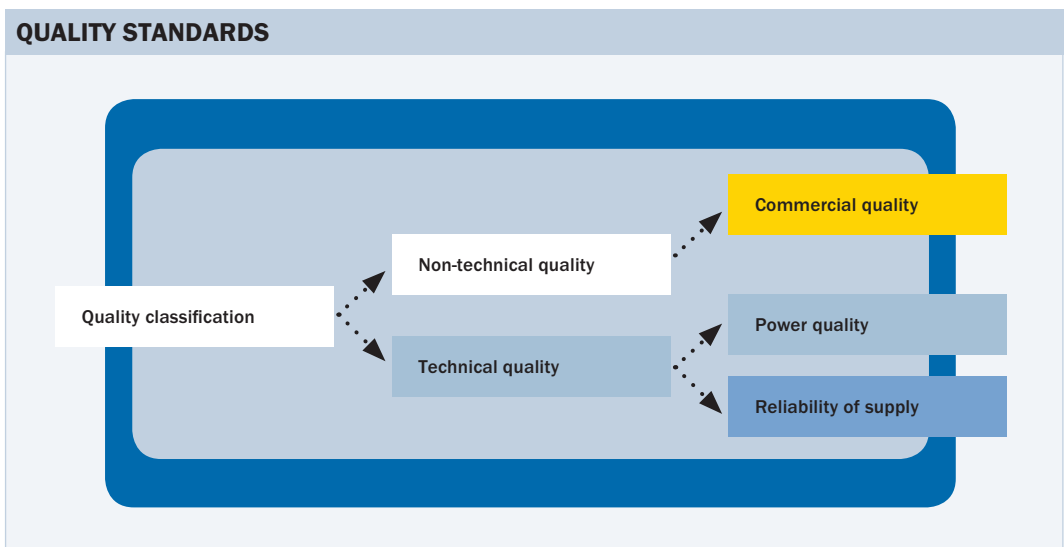 QUALITY STANDARDS
Quality classification
Non-technical quality
Technical quality
Commercial quality
Power quality
Reliability of supply